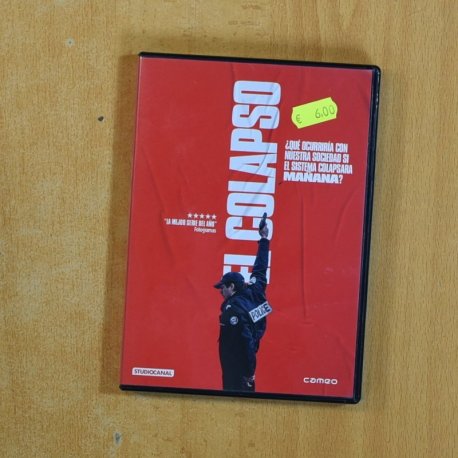 € 6.00
¿QUÉ OCURRIRÍA CON
NUESTRA SOCIEDAD SI
EL SISTEMA COLAPSARA
MAÑANA?
EL COLAPSO
★★★★★
"LA MEJOR SERIE DEL AÑO"
Fotogramas
POLICE
STUDIOCANAL
cameo